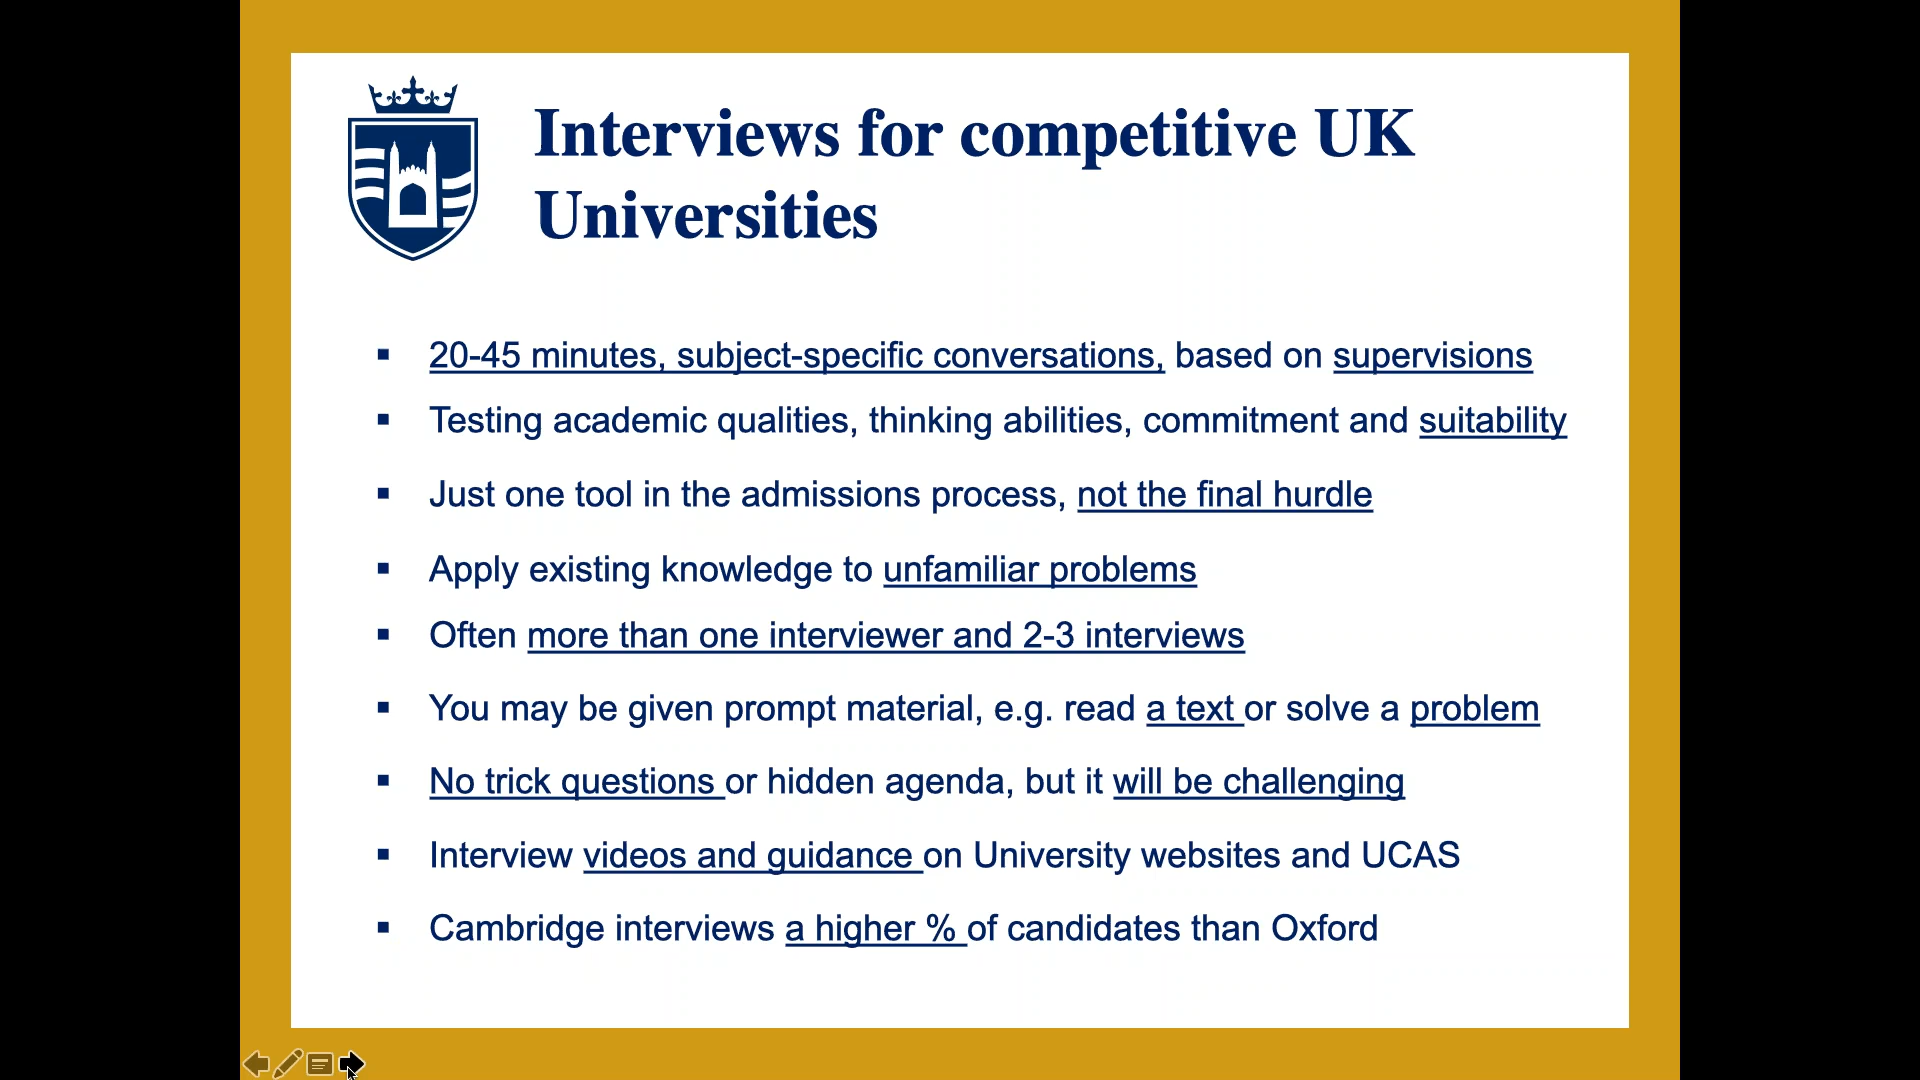 Interviews for competitive UK
Universities
20-45 minutes, subject-specific conversations, based on supervisions
Testing academic qualities, thinking abilities, commitment and suitability
Just one tool in the admissions process, not the final hurdle
Apply existing knowledge to unfamiliar problems
Often more than one interviewer and 2-3 interviews
You may be given prompt material, e.g. read a text or solve a problem
No trick questions or hidden agenda, but it will be challenging
Interview videos and guidance on University websites and UCAS
Cambridge interviews a higher % of candidates than Oxford